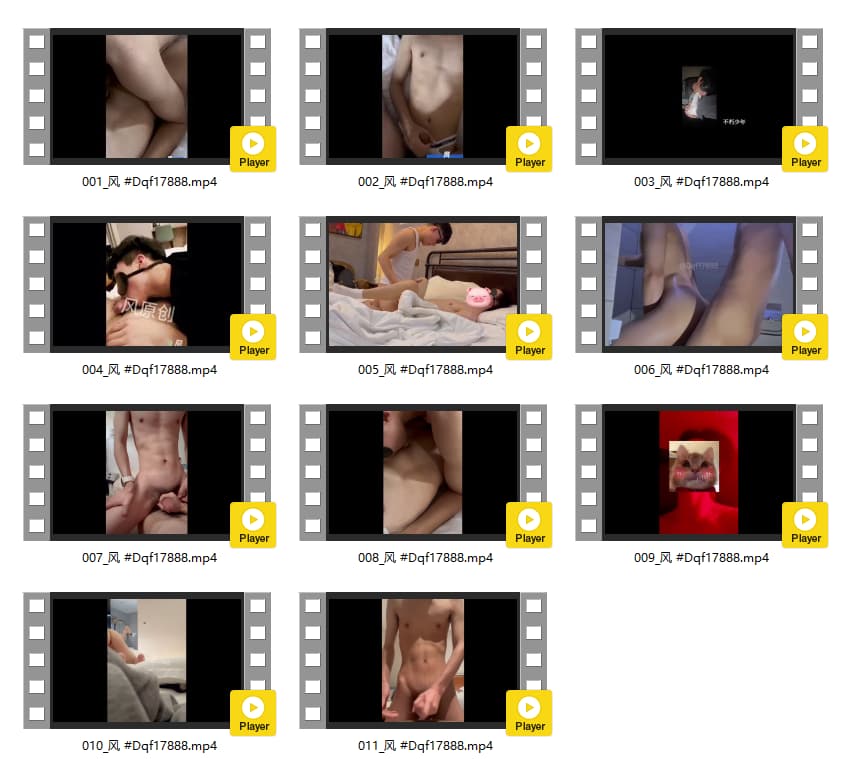 Player
Player
Player
001_风 #Dqf17888.mp4
002_风 #Dqf17888.mp4
不朽少年
003_风 #Dqf17888.mp4
风原创
Player
Player
@Dqf17888
Player
004_风 #Dqf17888.mp4
005_风 #Dqf17888.mp4
006_风 #Dqf17888.mp4
Player
Player
Player
007_风 #Dqf17888.mp4
008_风 #Dqf17888.mp4
009_风 #Dqf17888.mp4
Player
Player
010_风 #Dqf17888.mp4
011_风 #Dqf17888.mp4